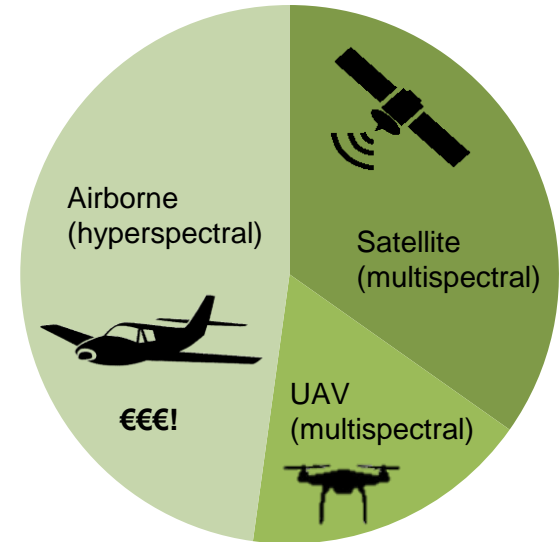 Airborne
(hyperspectral)
€€€!
Satellite
(multispectral)
UAV
(multispectral)